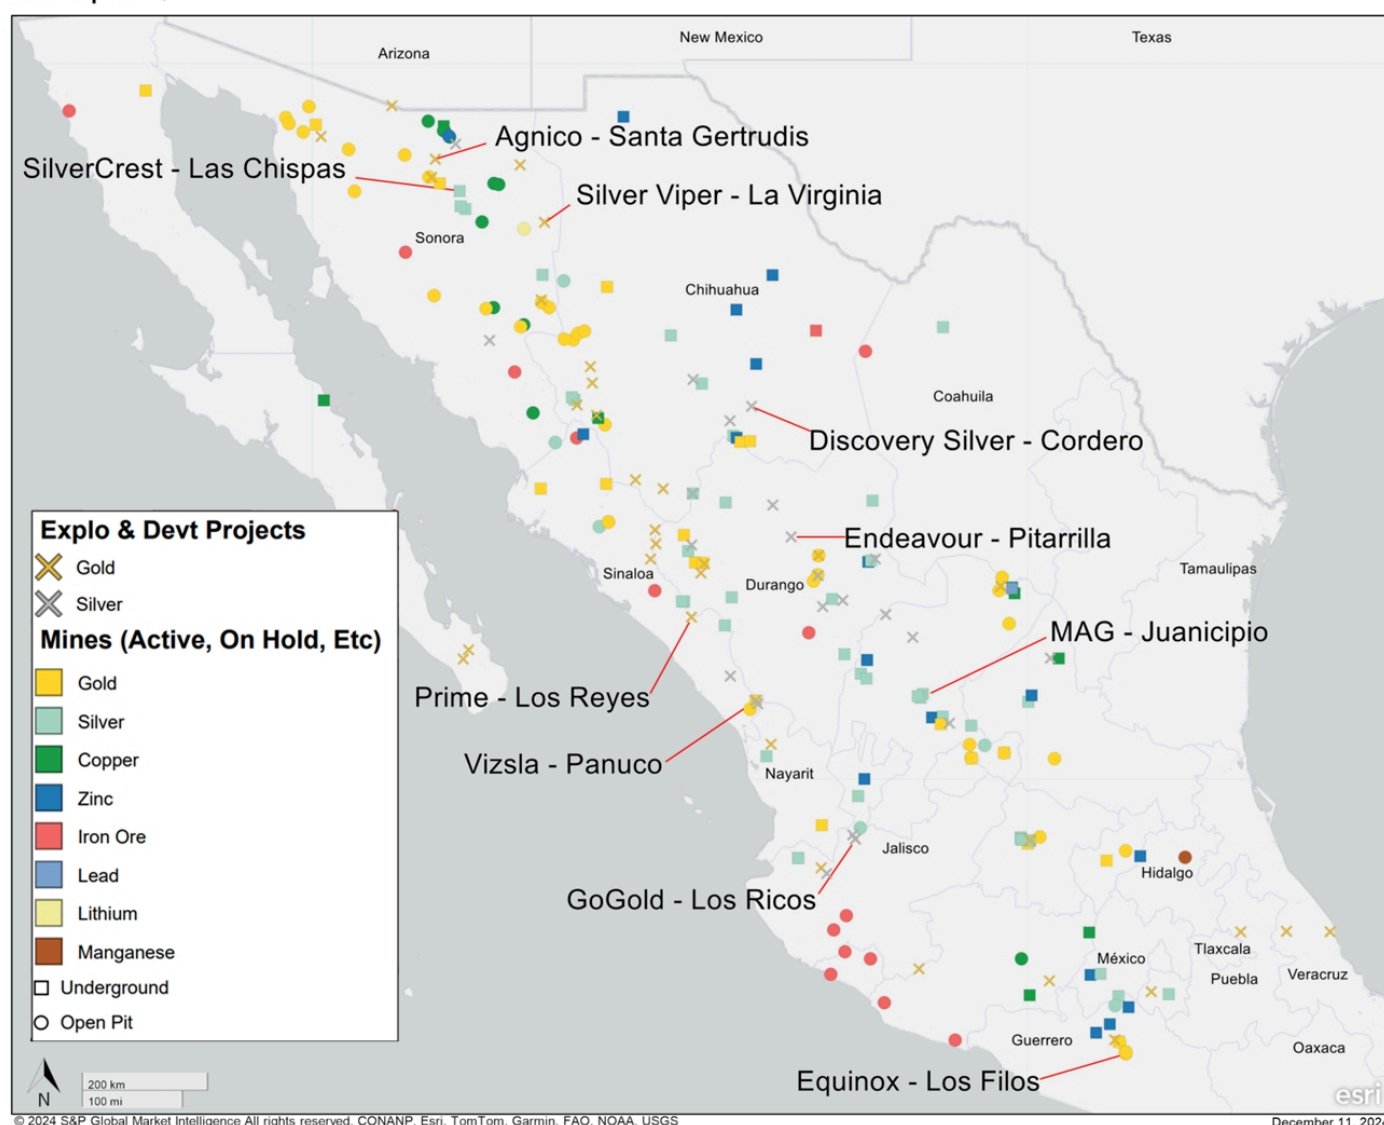 Arizona
New Mexico
Texas
Agnico - Santa Gertrudis
SilverCrest - Las Chispas
Silver Viper - La Virginia
Sonora
Chihuahua
Coahuila
Discovery Silver - Cordero
Explo & Devt Projects
Gold
Silver
Mines (Active, On Hold, Etc)
Gold
Silver
Copper
Zinc
Iron Ore
Lead
Lithium
Manganese
Underground
Open Pit
Endeavour - Pitarrilla
Sinaloa
Durango
Tamaulipas
MAG - Juanicipio
Prime - Los Reyes
Vizsla - Panuco
Nayarit
Jalisco
Hidalgo
GoGold - Los Ricos
México
Tlaxcala
Puebla
Veracruz
Guerrero
Oaxaca
Equinox - Los Filos
N
200 km
100 mi
esri
© 2024 S&P Global Market Intelligence All rights reserved. CONANP, Esri, TomTom, Garmin, FAO, NOAA, USGS
December 11, 2024